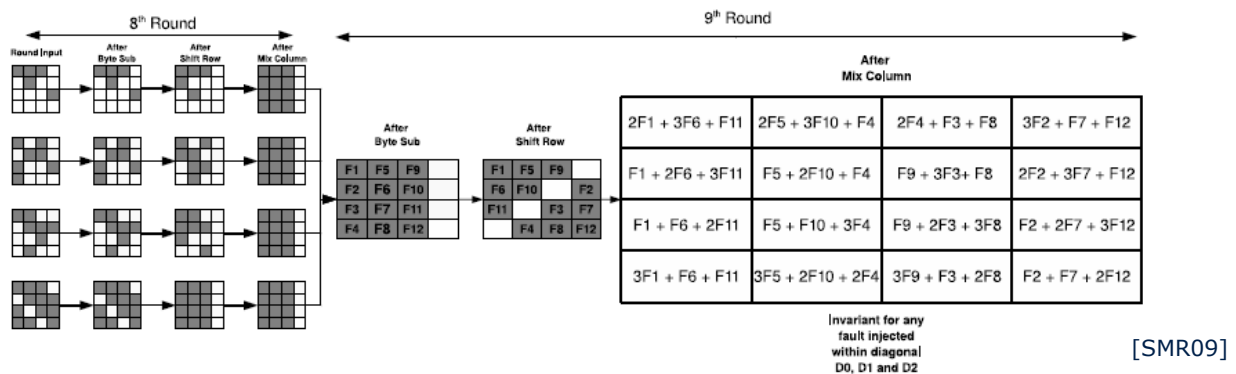 8th Round
9th Round
Round Input
After
Byte Sub
After
Shift Row
After
Mix Column
After
Mix Column
After
Byte Sub
After
Shift Row
F1 F5 F9
F2 F6 F10
F3 F7 F11
F4 F8 F12
F1 F5 F9
F6 F10 F2
F11 F3 F7
F4 F8 F12
2F1 + 3F6 + F11 2F5 + 3F10 + F4 2F4 + F3 + F8 3F2 + F7 + F12
F1 + 2F6 + 3F11 F5 + 2F10 + F4 F9 + 3F3+ F8 2F2 + 3F7 + F12
F1 + F6 + 2F11 F5 + F10 + 3F4 F9 + 2F3 + 3F8 F2 + 2F7 + 3F12
3F1 + F6 + F11 3F5 + 2F10 + 2F4 3F9 + F3 + 2F8 F2 + F7 + 2F12
Invariant for any
fault injected
within diagonal
D0, D1 and D2
[SMR09]